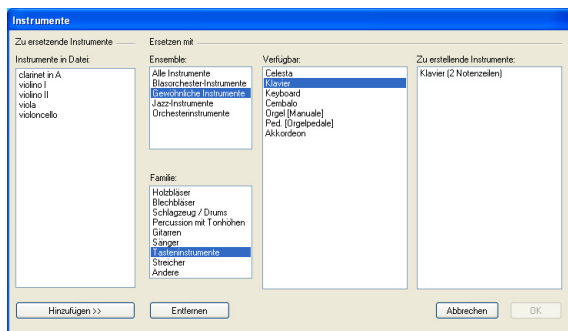 Instrumente
Zu ersetzende Instrumente
Ersetzen mit
Instrumente in Datei:
clarinet in A
violino I
violino II
viola
violoncello
Ensemble:
Alle Instrumente
Blasorchester-Instrumente
Gewöhnliche Instrumente
Jazz-Instrumente
Orchesterinstrumente
Familie:
Holzbläser
Blechbläser
Schlagzeug / Drums
Percussion mit Tonhöhen
Gitarren
Sänger
Tasteninstrumente
Streicher
Andere
Verfügbar:
Celesta
Klavier
Keyboard
Cembalo
Orgel [Manuale]
Ped. [Orgelpedale]
Akkordeon
Zu erstellende Instrumente:
Klavier (2 Notenzeilen)
Hinzufügen >>
Entfernen
Abbrechen
OK